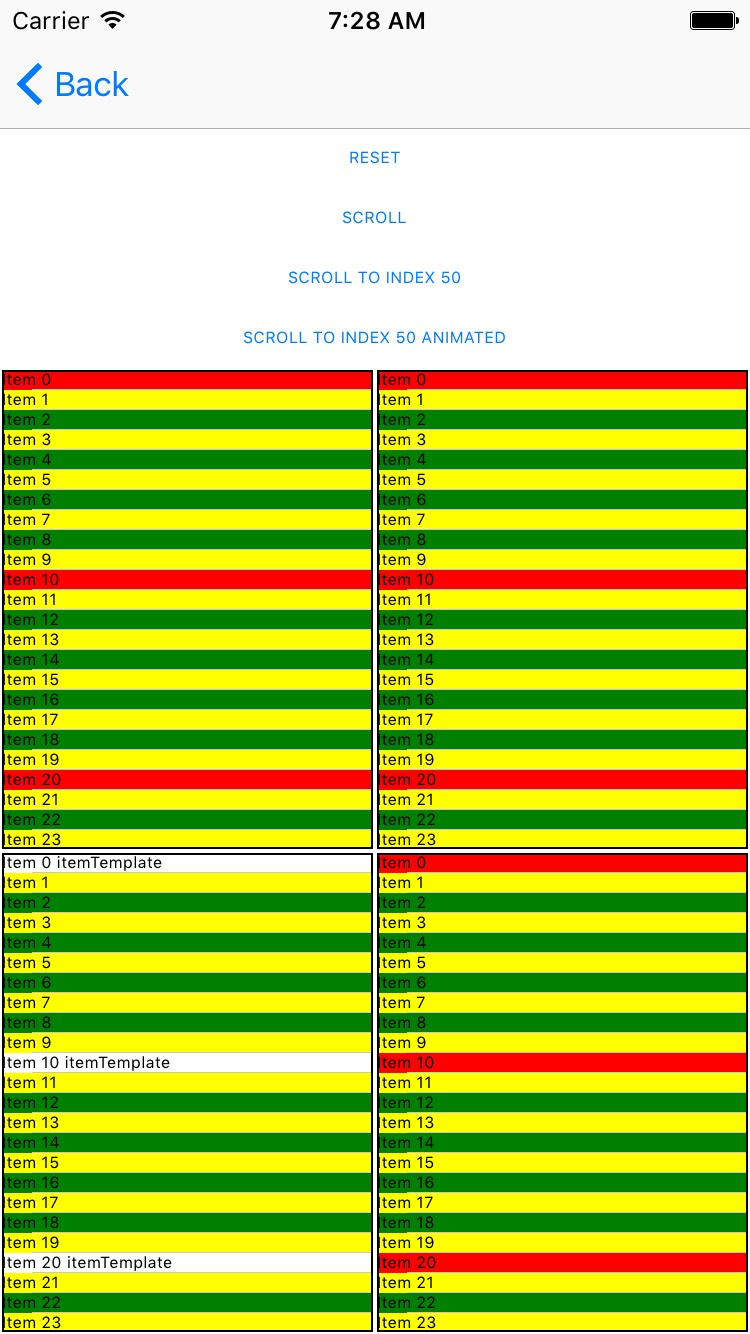 Carrier 7:28 AM
Back
RESET
SCROLL
SCROLL TO INDEX 50
SCROLL TO INDEX 50 ANIMATED
Item 0
Item 1
Item 2
Item 3
Item 4
Item 5
Item 6
Item 7
Item 8
Item 9
Item 10
Item 11
Item 12
Item 13
Item 14
Item 15
Item 16
Item 17
Item 18
Item 19
Item 20
Item 21
Item 22
Item 23
Item 0
Item 1
Item 2
Item 3
Item 4
Item 5
Item 6
Item 7
Item 8
Item 9
Item 10
Item 11
Item 12
Item 13
Item 14
Item 15
Item 16
Item 17
Item 18
Item 19
Item 20
Item 21
Item 22
Item 23
Item 0 itemTemplate
Item 1
Item 2
Item 3
Item 4
Item 5
Item 6
Item 7
Item 8
Item 9
Item 10 itemTemplate
Item 11
Item 12
Item 13
Item 14
Item 15
Item 16
Item 17
Item 18
Item 19
Item 20 itemTemplate
Item 21
Item 22
Item 23
Item 0
Item 1
Item 2
Item 3
Item 4
Item 5
Item 6
Item 7
Item 8
Item 9
Item 10
Item 11
Item 12
Item 13
Item 14
Item 15
Item 16
Item 17
Item 18
Item 19
Item 20
Item 21
Item 22
Item 23